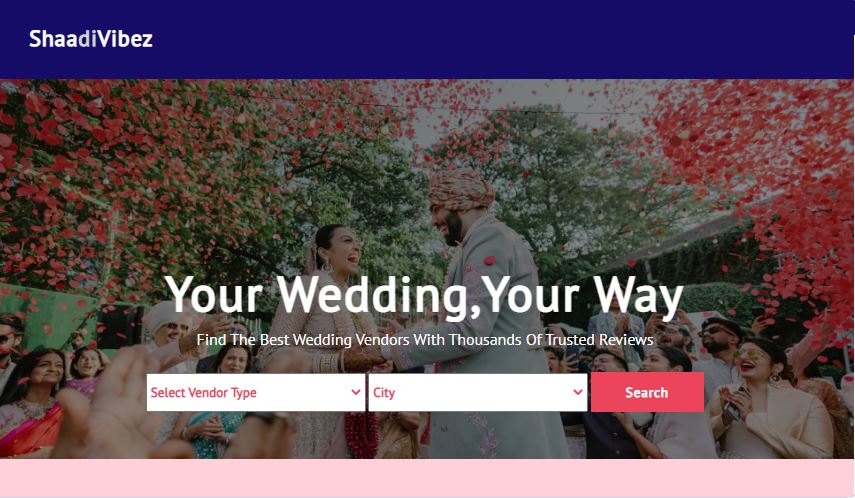 ShaadiVibez
Your Wedding,Your Way
Find The Best Wedding Vendors With Thousands Of Trusted Reviews
Select Vendor Type City Search